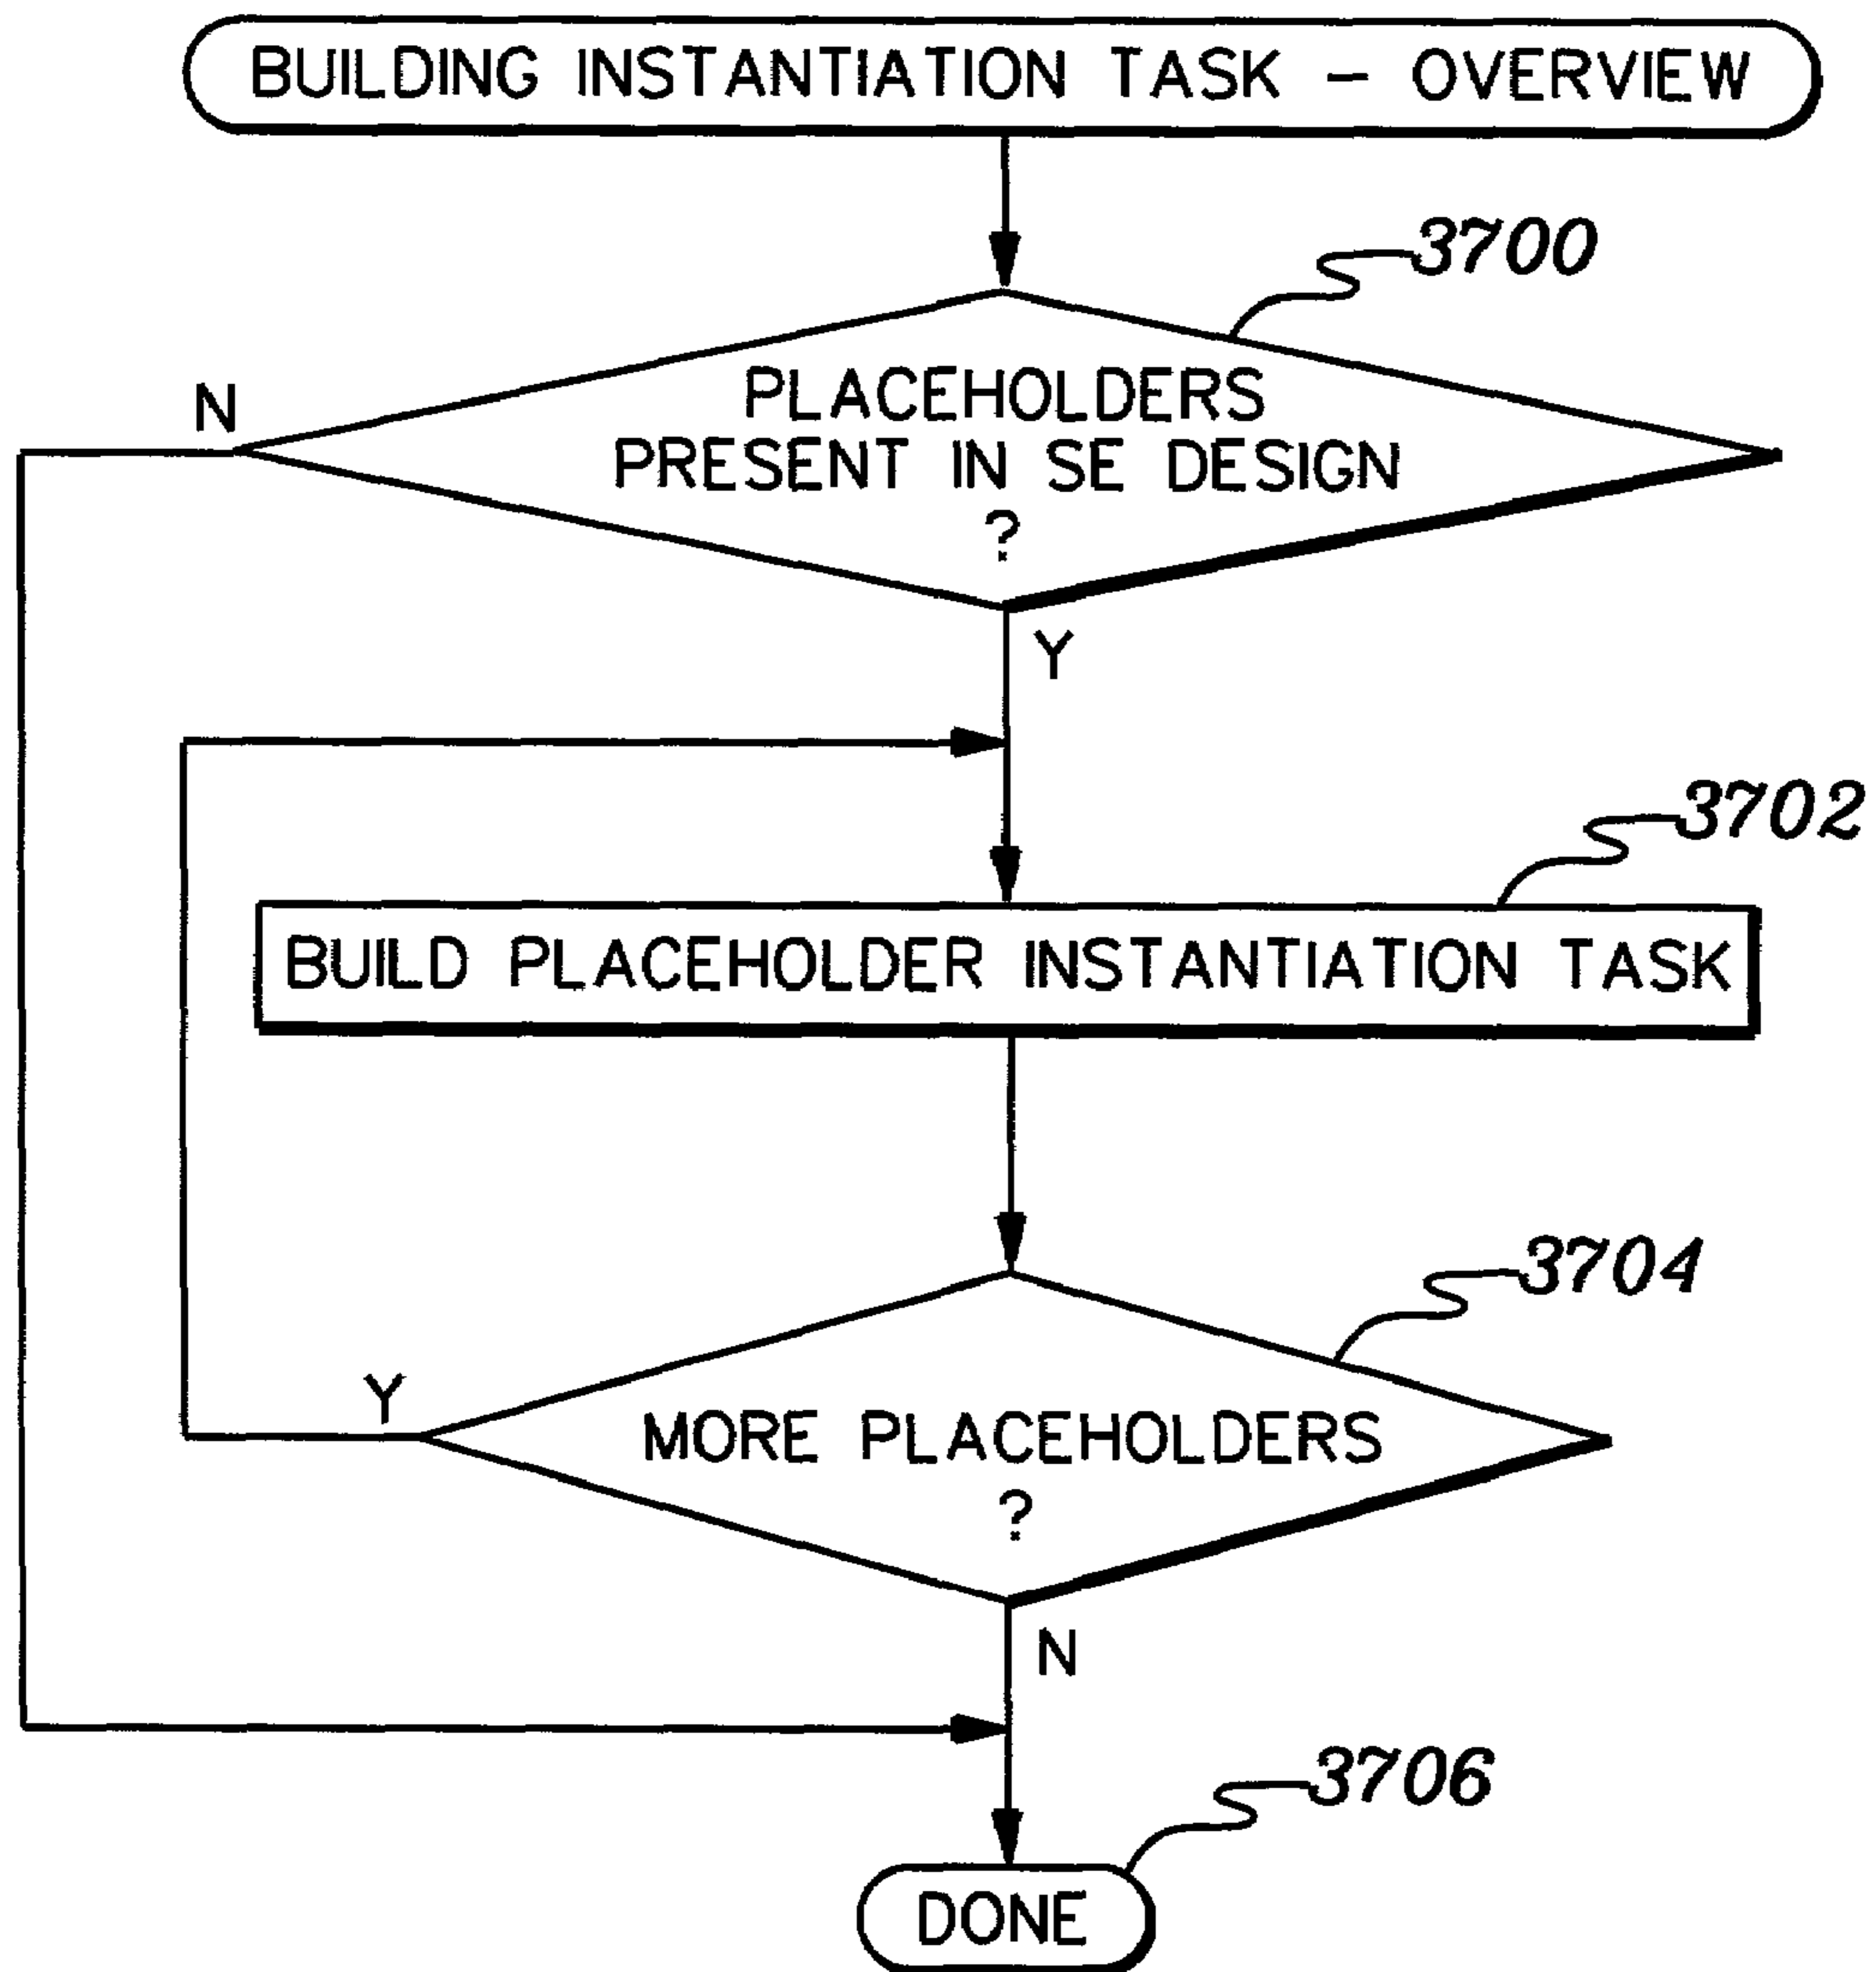 BUILDING INSTANTIATION TASK - OVERVIEW
3700
PLACEHOLDERS
PRESENT IN SE DESIGN
?
N
Y
3702
BUILD PLACEHOLDER INSTANTIATION TASK
3704
Y
MORE PLACEHOLDERS
?
N
3706
DONE